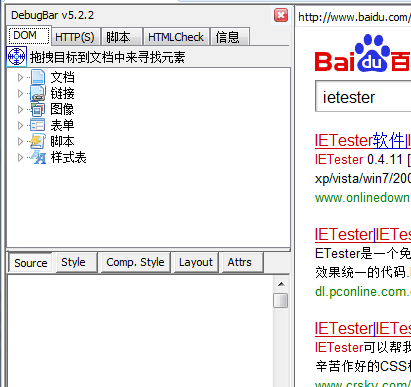 DebugBar v5.2.2
DOM HTTP(S) 脚本 HTMLCheck 信息
拖拽目标到文档中来寻找元素
文档
链接
图像
表单
脚本
样式表
Source Style Comp. Style Layout Attrs
http://www.baidu.com/
Bai du 百
ietester
IETester软件|I
IETester 0.4.11 [
xp/vista/win7/200
www.onlinedown
IETester|IETes
ETester是一个免
效果统一的代码.
dl.pconline.com.c
IETester|IETes
IETester可以帮我
辛苦作好的CSS样
www.crsky.com/